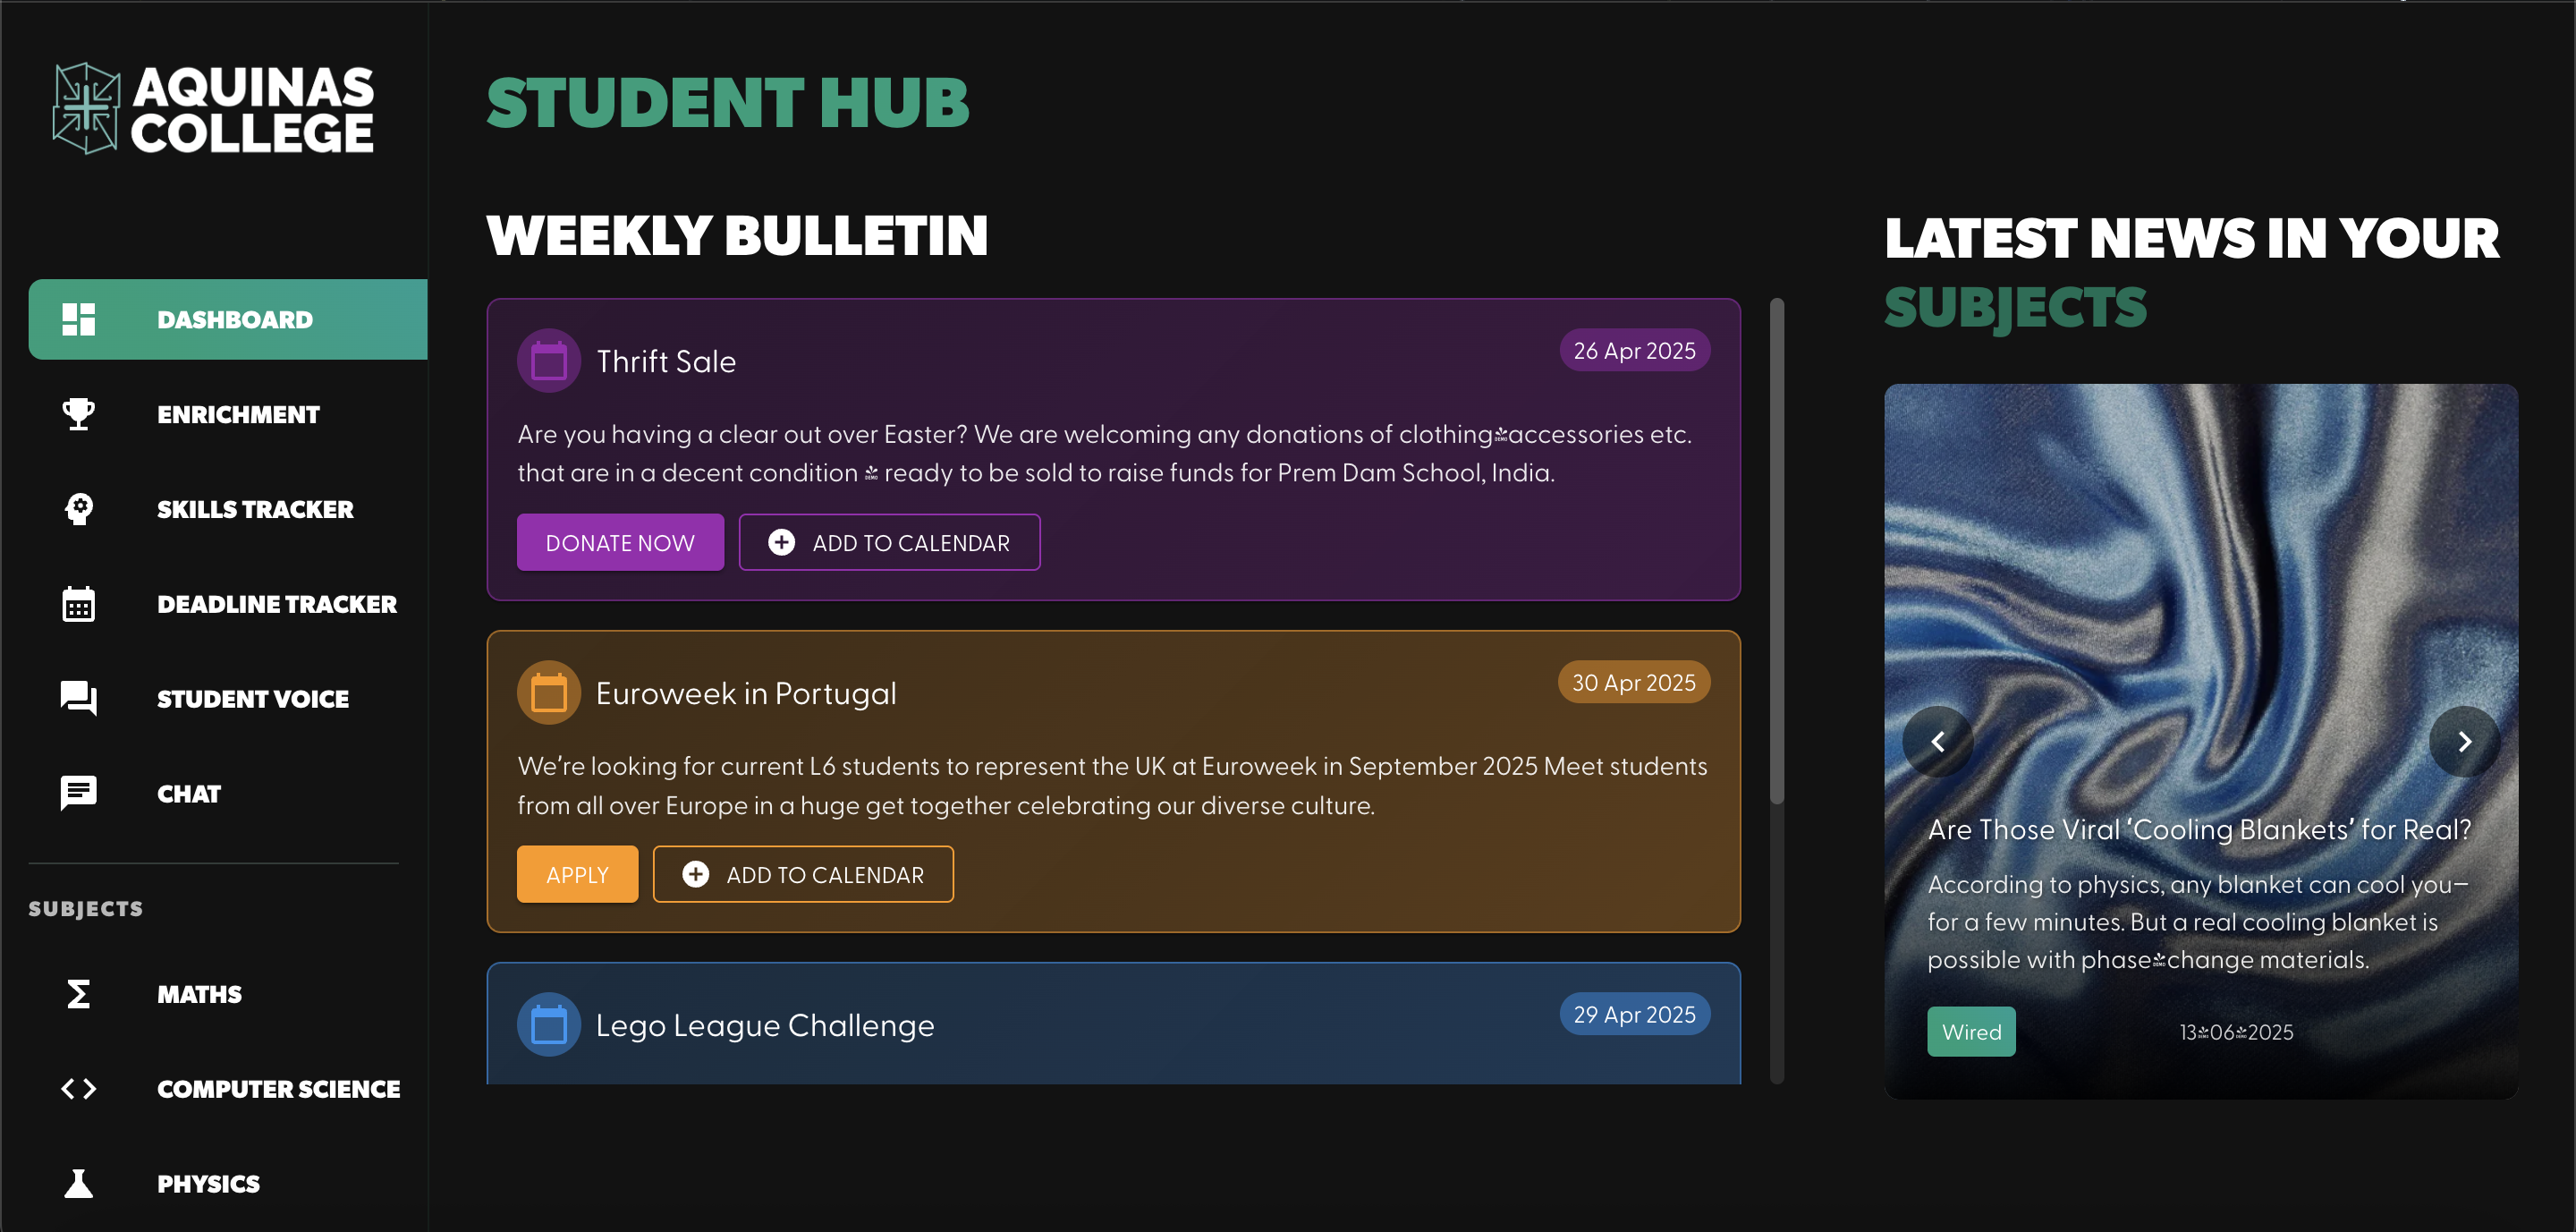 AQUINAS
COLLEGE
DASHBOARD
ENRICHMENT
SKILLS TRACKER
DEADLINE TRACKER
STUDENT VOICE
CHAT
SUBJECTS
MATHS
COMPUTER SCIENCE
PHYSICS
STUDENT HUB
WEEKLY BULLETIN
Thrift Sale
26 Apr 2025
Are you having a clear out over Easter? We are welcoming any donations of clothing accessories etc.
that are in a decent condition ready to be sold to raise funds for Prem Dam School, India.
DONATE NOW
ADD TO CALENDAR
Euroweek in Portugal
30 Apr 2025
We're looking for current L6 students to represent the UK at Euroweek in September 2025 Meet students
from all over Europe in a huge get together celebrating our diverse culture.
APPLY
ADD TO CALENDAR
Lego League Challenge
29 Apr 2025
LATEST NEWS IN YOUR
SUBJECTS
Are Those Viral ‘Cooling Blankets’ for Real?
According to physics, any blanket can cool you—
for a few minutes. But a real cooling blanket is
possible with phase change materials.
Wired
13 06 2025